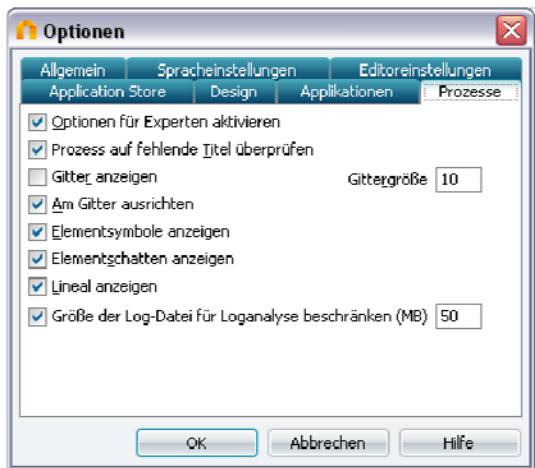 Optionen
Allgemein Spracheinstellungen Editoreinstellungen
Application Store Design Applikationen Prozesse
Optionen für Experten aktivieren
Prozess auf fehlende Titel überprüfen
Gitter anzeigen Gittergröße 10
Am Gitter ausrichten
Elementsymbole anzeigen
Elementschatten anzeigen
Lineal anzeigen
Größe der Log-Datei für Loganalyse beschränken (MB) 50
OK Abbrechen Hilfe